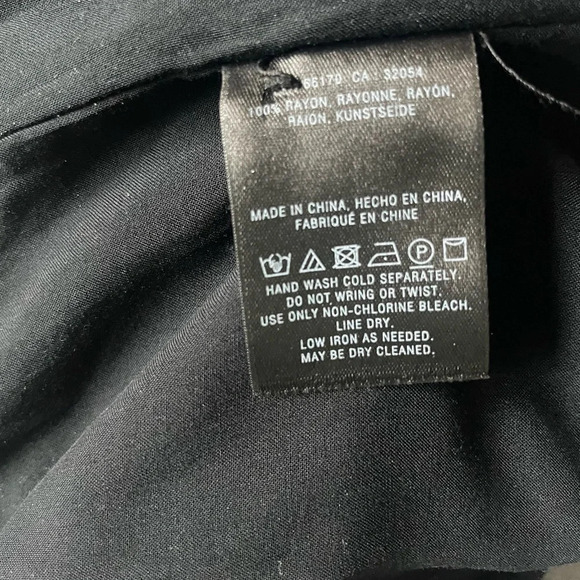 66170 CA : 32054
100% RAYON, RAYONNE, RAYÓN,
RAION, KUNSTSEIDE
MADE IN CHINA, HECHO EN CHINA,
FABRIQUÉ EN CHINE
P
HAND WASH COLD SEPARATELY.
DO NOT WRING OR TWIST.
USE ONLY NON-CHLORINE BLEACH.
LINE DRY.
LOW IRON AS NEEDED.
MAY BE DRY CLEANED.